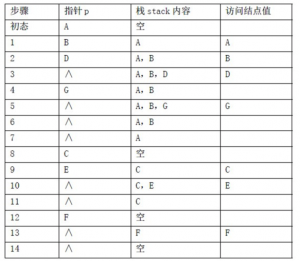 步骤 指针 p 栈 stack 内容 访问结点值
初态 A 空
1 B A A
2 D A, B B
3 ∧ A, B, D D
4 G A, B
5 ∧ A, B, G G
6 ∧ A, B
7 ∧ A
8 C 空
9 E C C
10 ∧ C, E E
11 ∧ C
12 F 空
13 ∧ F F
14 ∧ 空